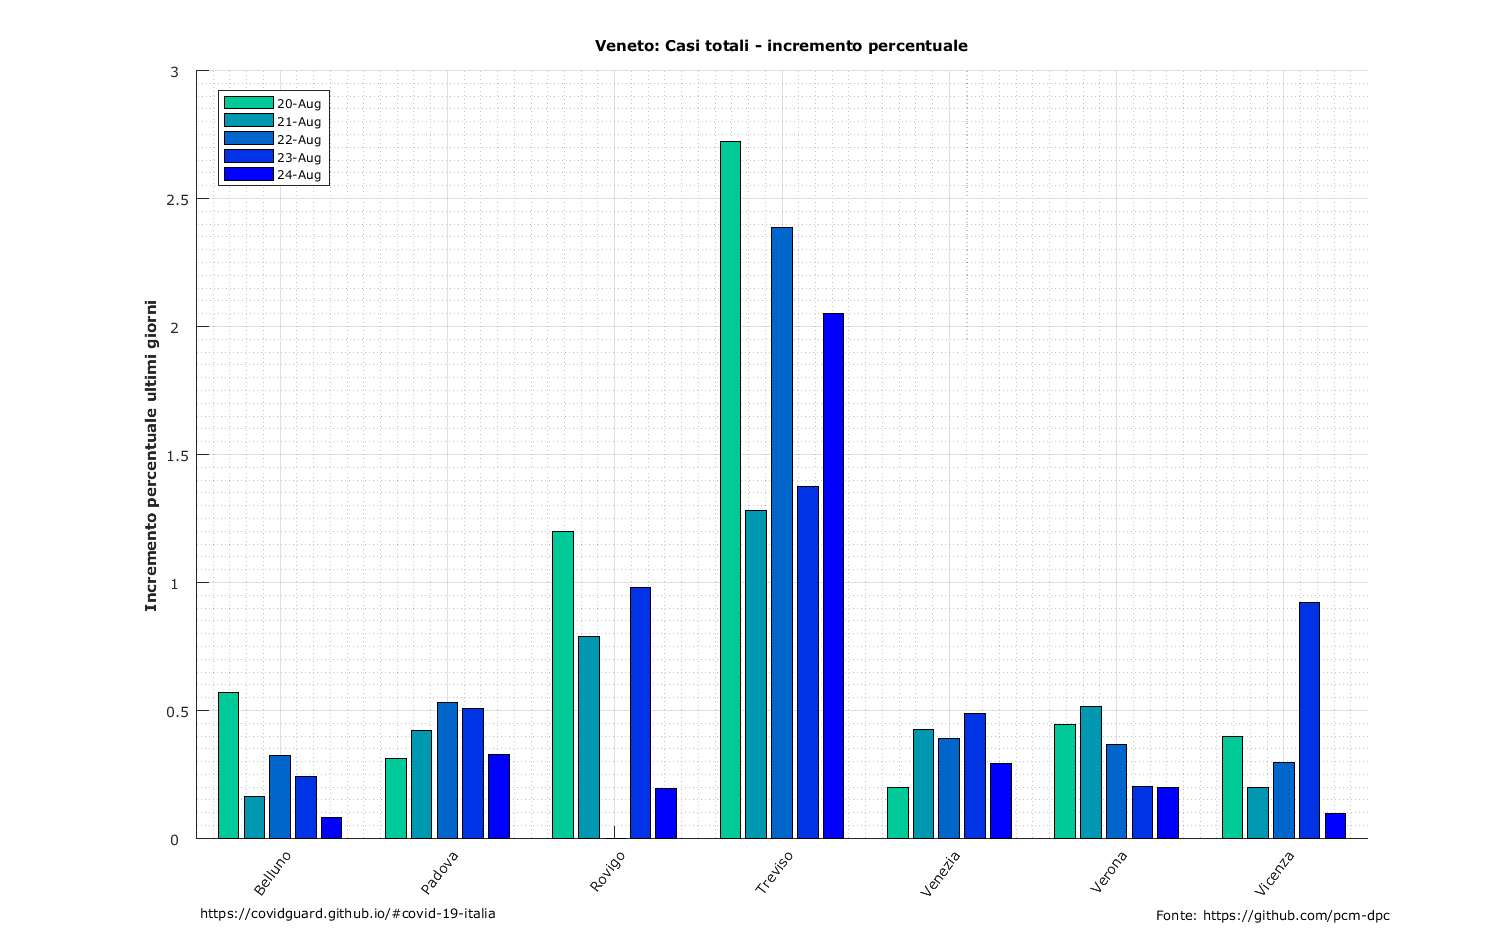 Veneto: Casi totali - incremento percentuale
3
2.5
2
1.5
1
0.5
0
Incremento percentuale ultimi giorni
20-Aug
21-Aug
22-Aug
23-Aug
24-Aug
Belluno
Padova
Rovigo
Treviso
Venezia
Verona
Vicenza
https://covidguard.github.io/#covid-19-italia
Fonte: https://github.com/pcm-dpc